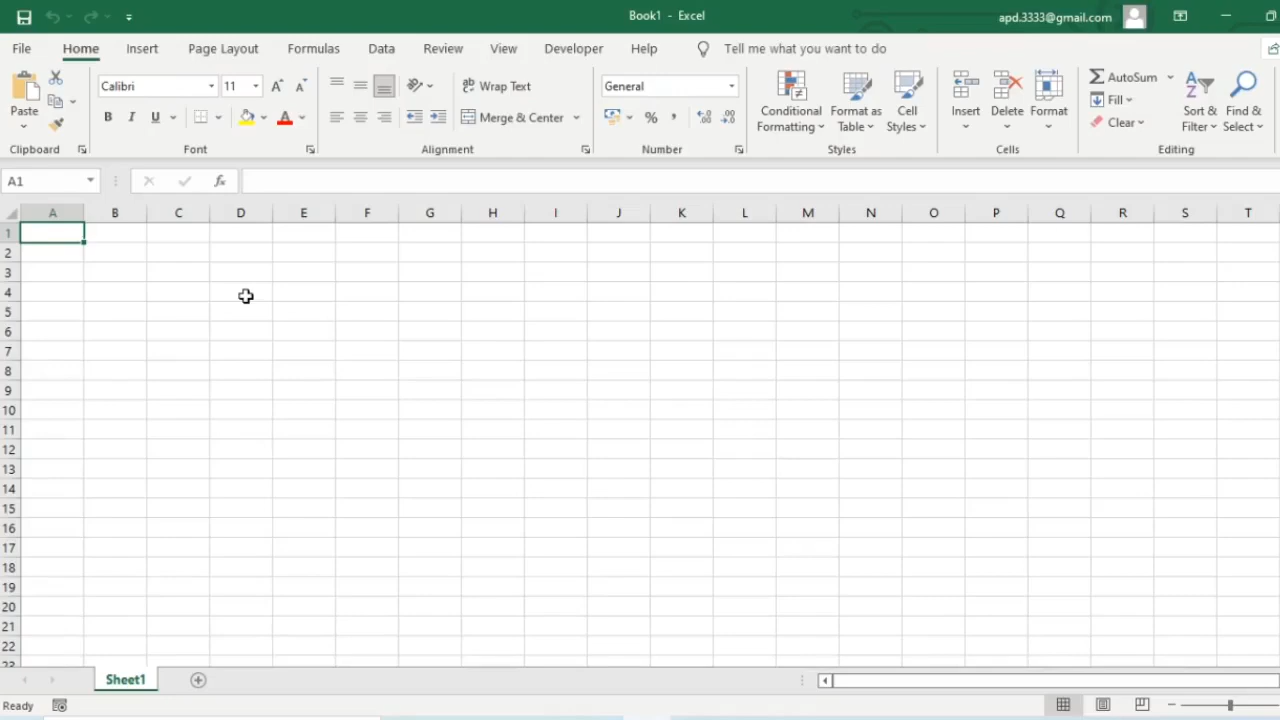 Book1 - Excel
apd.3333@gmail.com
File Home Insert Page Layout Formulas Data Review View Developer Help Tell me what you want to do
Paste
Clipboard
Calibri 11
B I U
A
Font
ab Wrap Text
Merge & Center
Alignment
General
% ,
Number
Conditional Formatting
Format as Table
Cell Styles
Styles
Insert Delete Format
Cells
AutoSum
Fill
Clear
Sort & Filter
Find & Select
Editing
A1 fx
A B C D E F G H I J K L M N O P Q R S T
1
2
3
4
5
6
7
8
9
10
11
12
13
14
15
16
17
18
19
20
21
22
23
Sheet1
Ready